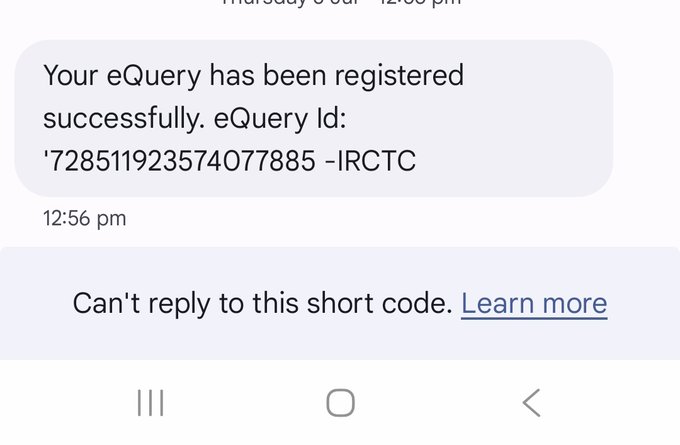 Your eQuery has been registered
successfully. eQuery Id:
'728511923574077885 -IRCTC
12:56 pm
Can't reply to this short code. Learn more